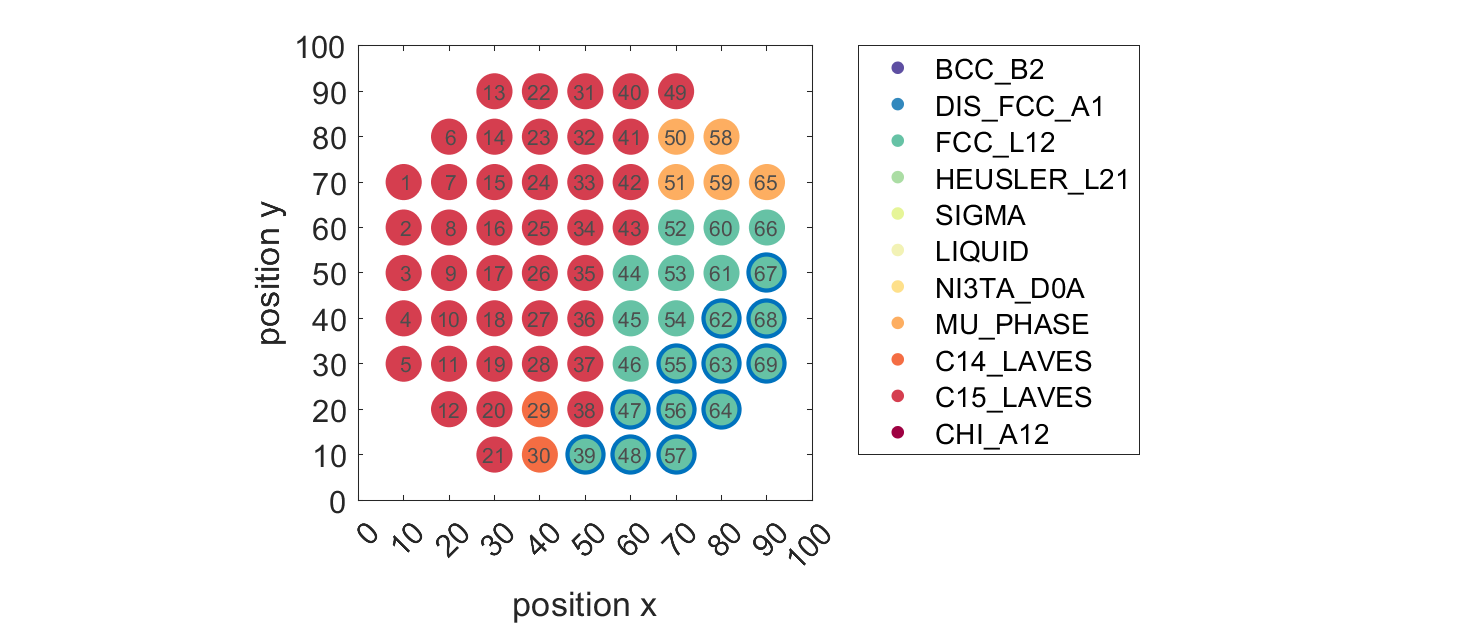 100
90
80
70
60
50
40
30
20
10
0
position y
13 22 31 40 49
6 14 23 32 41 50 58
1 7 15 24 33 42 51 59 65
2 8 16 25 34 43 52 60 66
3 9 17 26 35 44 53 61 67
4 10 18 27 36 45 54 62 68
5 11 19 28 37 46 55 63 69
12 20 29 38 47 56 64
21 30 39 48 57
0 10 20 30 40 50 60 70 80 90 100
position x
BCC_B2
DIS_FCC_A1
FCC_L12
HEUSLER_L21
SIGMA
LIQUID
NI3TA_D0A
MU_PHASE
C14_LAVES
C15_LAVES
CHI_A12